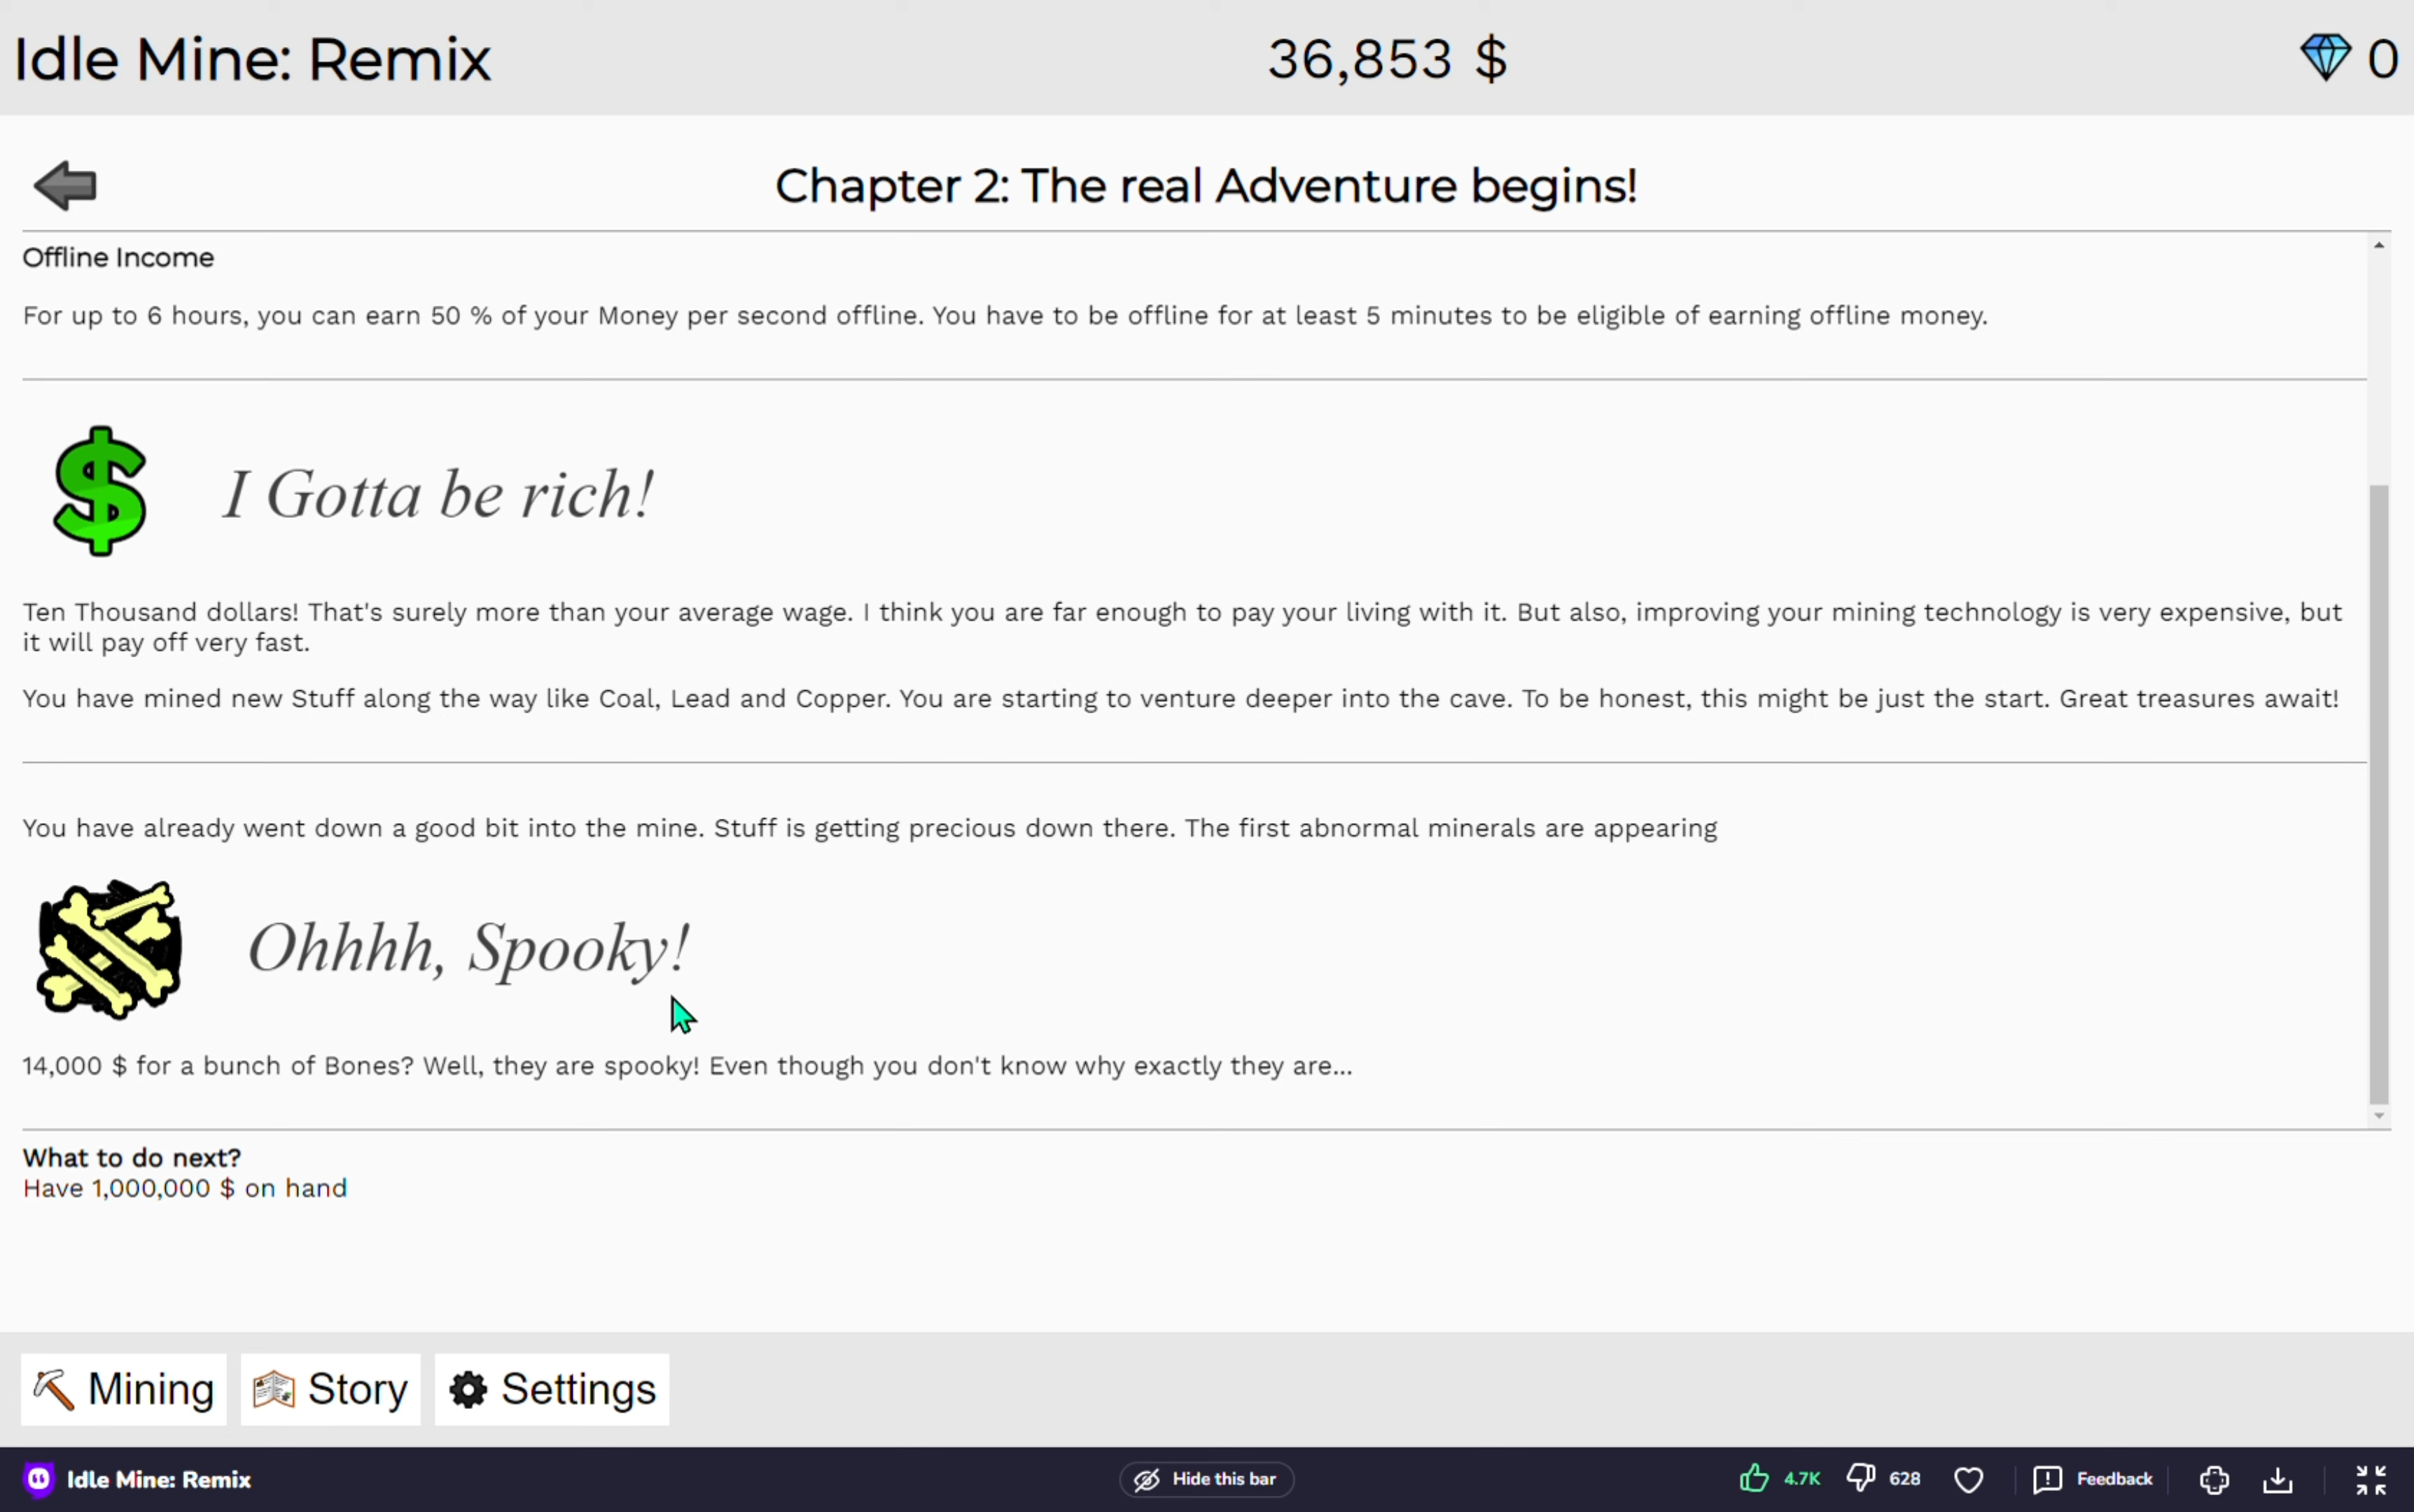 Idle Mine: Remix
36,853 $
0
Chapter 2: The real Adventure begins!
Offline Income
For up to 6 hours, you can earn 50 % of your Money per second offline. You have to be offline for at least 5 minutes to be eligible of earning offline money.
I Gotta be rich!
Ten Thousand dollars! That's surely more than your average wage. I think you are far enough to pay your living with it. But also, improving your mining technology is very expensive, but
it will pay off very fast.
You have mined new Stuff along the way like Coal, Lead and Copper. You are starting to venture deeper into the cave. To be honest, this might be just the start. Great treasures await!
You have already went down a good bit into the mine. Stuff is getting precious down there. The first abnormal minerals are appearing
Ohhhh, Spooky!
14,000 $ for a bunch of Bones? Well, they are spooky! Even though you don't know why exactly they are...
What to do next?
Have 1,000,000 $ on hand
Mining
Story
Settings
Idle Mine: Remix
Hide this bar
4.7K
628
Feedback